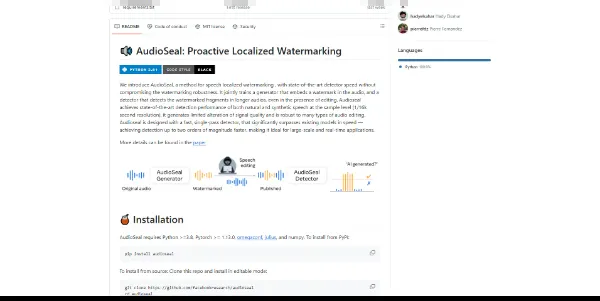 README
Code of conduct
MIT license
Security
AudioSeal: Proactive Localized Watermarking
PYTHON 3.8+
CODE STYLE BLACK
We introduce AudioSeal, a method for speech localized watermarking, with state-of-the-art detector speed without
compromising the watermarking robustness. It jointly trains a generator that embeds a watermark in the audio, and a
detector that detects the watermarked fragments in longer audios, even in the presence of editing. Audioseal
achieves state-of-the-art detection performance of both natural and synthetic speech at the sample level (1/16k
second resolution), it generates limited alteration of signal quality and is robust to many types of audio editing.
AudioSeal is designed with a fast, single-pass detector, that significantly surpasses existing models in speed —
achieving detection up to two orders of magnitude faster, making it ideal for large-scale and real-time applications.
More details can be found in the paper.
Speech
editing
AudioSeal
Generator
AudioSeal
Detector
"AI generated?"
Original audio
Watermarked
Published
Installation
AudioSeal requires Python >=3.8, Pytorch >= 1.13.0, omegaconf, julius, and numpy. To install from PyPI:
pip install audioseal
To install from source: Clone this repo and install in editable mode:
git clone https://github.com/facebookresearch/audioseal
cd audioseal
Languages
Python